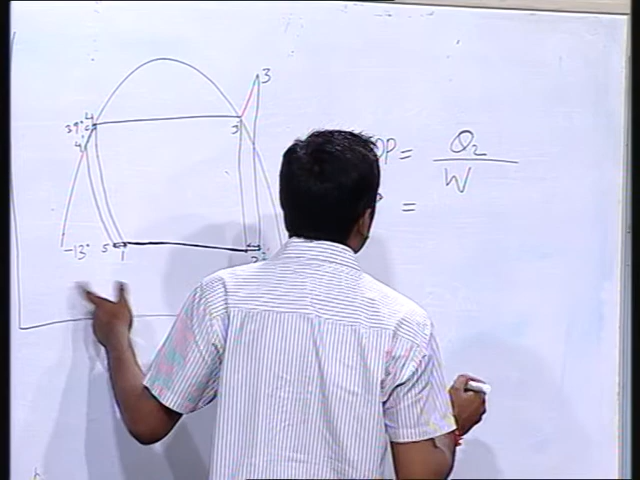 3
39°C 4 3
4'
-13° 5 1 2
OP = Q2 / W
=